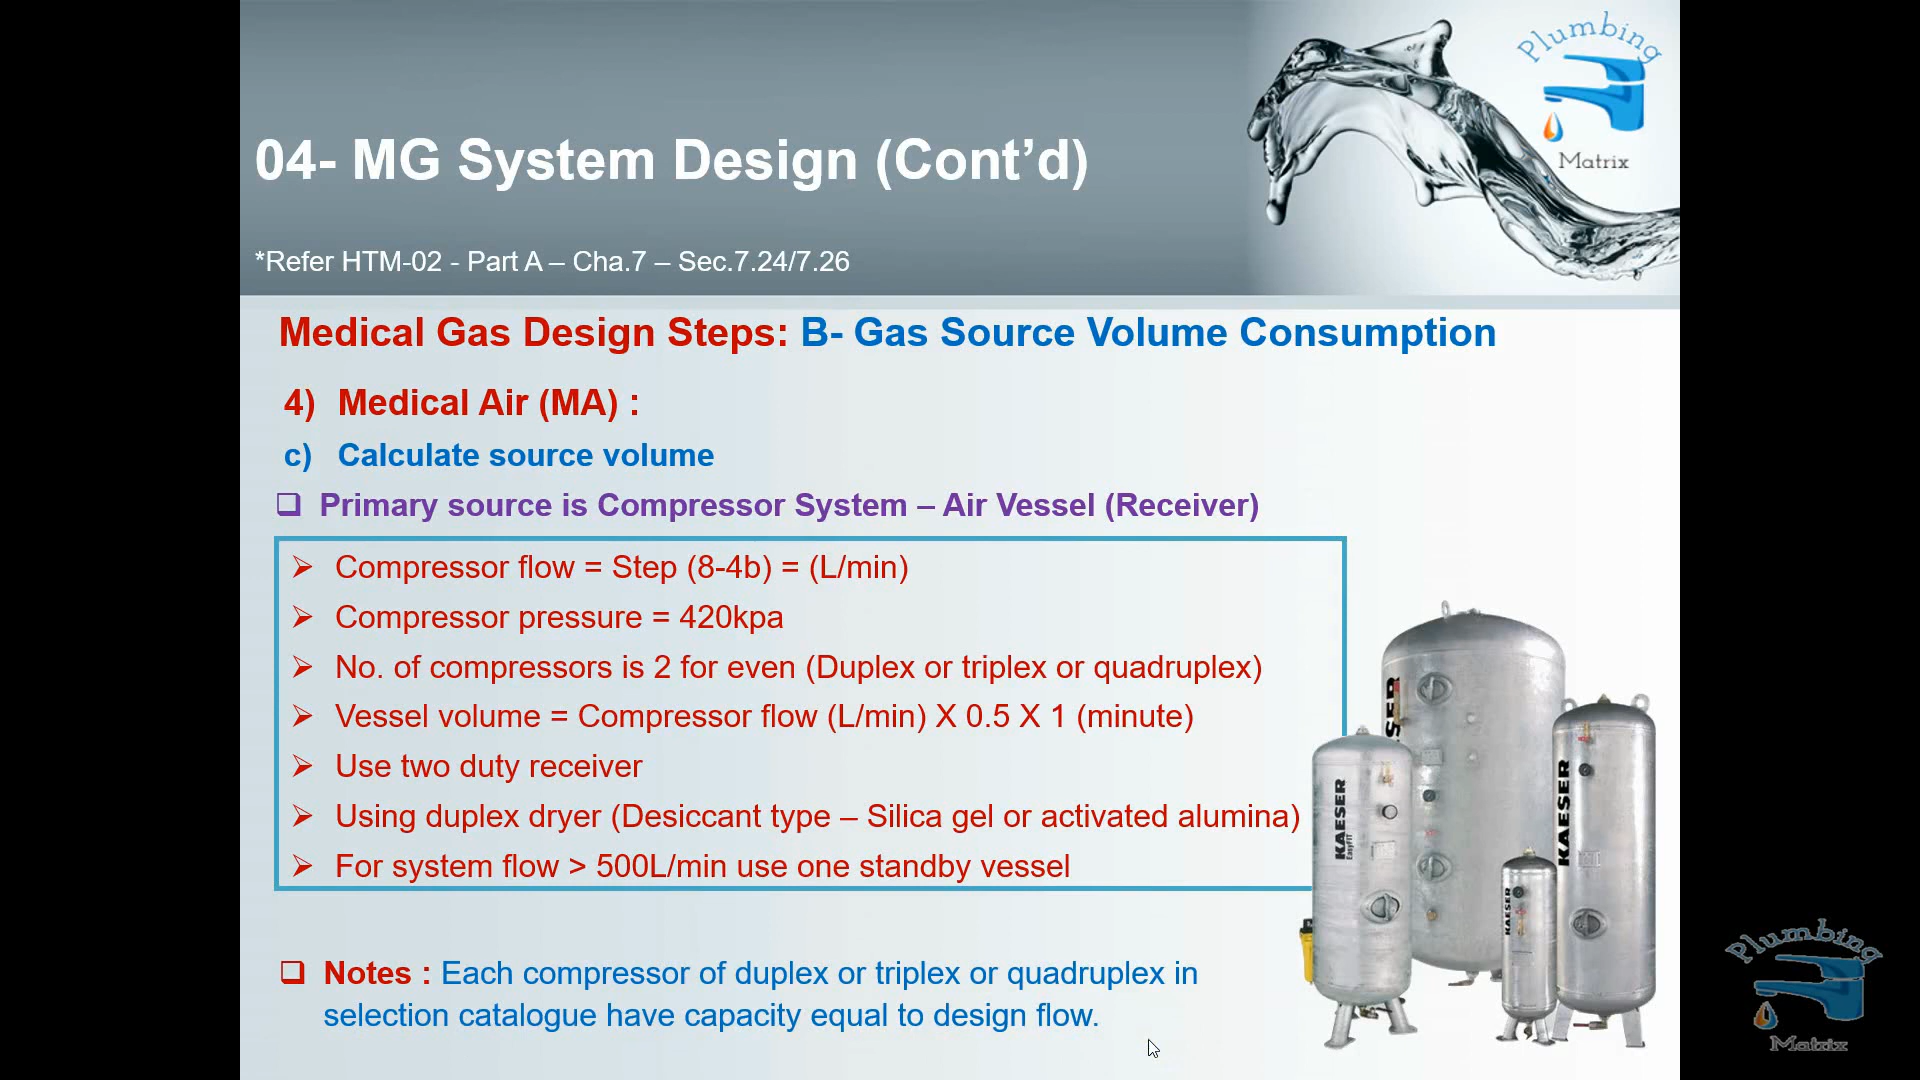 Plumbing
Matrix
04- MG System Design (Cont’d)
*Refer HTM-02 - Part A – Cha.7 – Sec.7.24/7.26
Medical Gas Design Steps: B- Gas Source Volume Consumption
4) Medical Air (MA) :
c) Calculate source volume
❑ Primary source is Compressor System – Air Vessel (Receiver)
➢ Compressor flow = Step (8-4b) = (L/min)
➢ Compressor pressure = 420kpa
➢ No. of compressors is 2 for even (Duplex or triplex or quadruplex)
➢ Vessel volume = Compressor flow (L/min) X 0.5 X 1 (minute)
➢ Use two duty receiver
➢ Using duplex dryer (Desiccant type – Silica gel or activated alumina)
➢ For system flow > 500L/min use one standby vessel
❑ Notes : Each compressor of duplex or triplex or quadruplex in
selection catalogue have capacity equal to design flow.
KAESER
KAESER
KAESER
Plumbing
Matrix